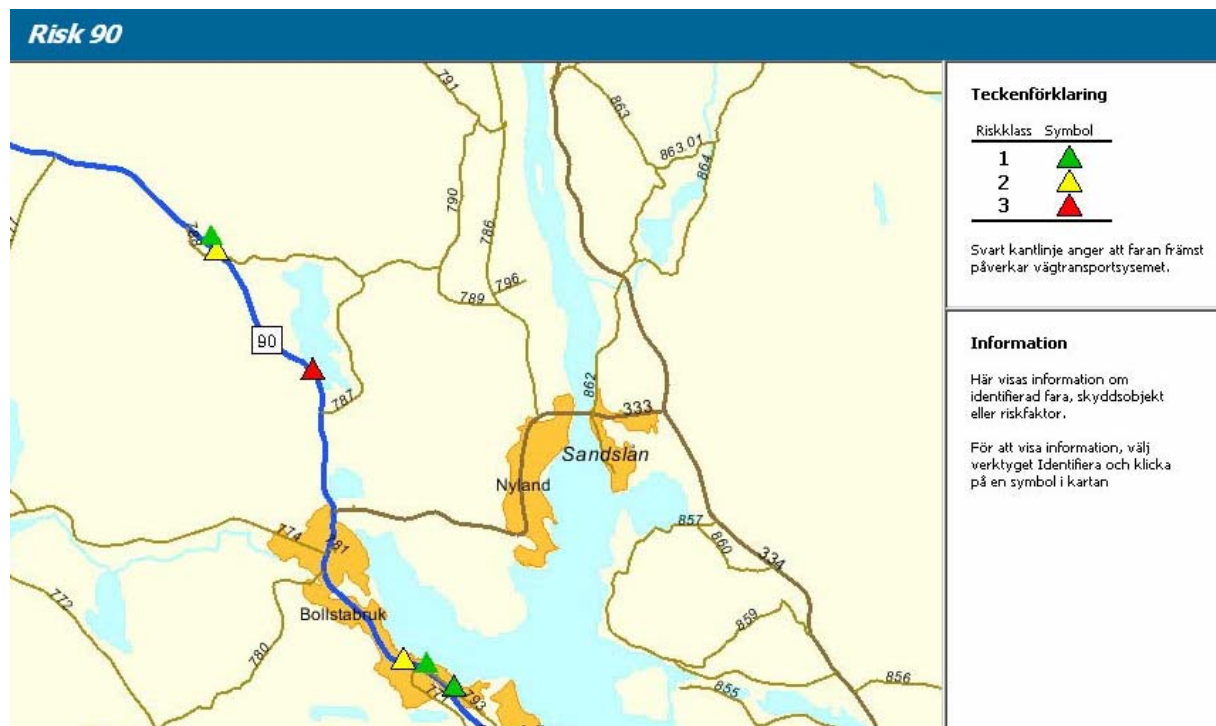 Risk 90
791
863
863.01
864
790
786
788
796
789
90
862
787
333
Sandslån
Nyland
857
774
781
860
334
772
Bollstabruk
859
780
771
793
855
856
Teckenförklaring
Riskklass Symbol
1
2
3
Svart kantlinje anger att faran främst
påverkar vägtransportsysemet.
Information
Här visas information om
identifierad fara, skyddsobjekt
eller riskfaktor.
För att visa information, välj
verktyget Identifiera och klicka
på en symbol i kartan